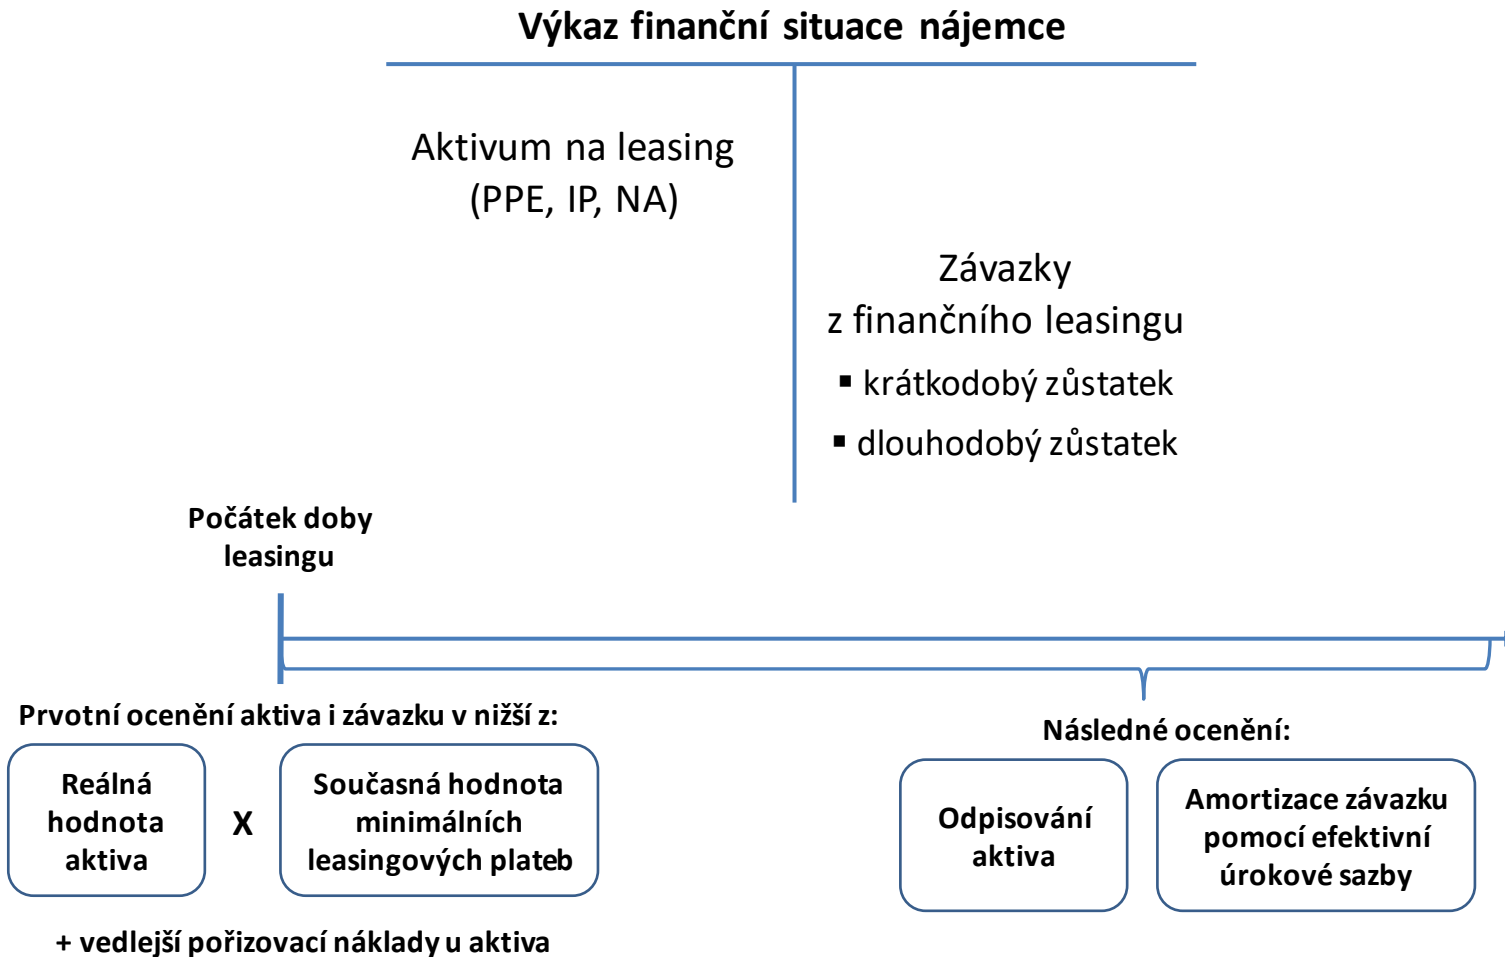 Výkaz finanční situace nájemce
Aktivum na leasing
(PPE, IP, NA)
Závazky
z finančního leasingu
▪ krátkodobý zůstatek
▪ dlouhodobý zůstatek
Počátek doby
leasingu
Prvotní ocenění aktiva i závazku v nižší z:
Reálná
hodnota
aktiva
X
Současná hodnota
minimálních
leasingových plateb
+ vedlejší pořizovací náklady u aktiva
Následné ocenění:
Odpisování
aktiva
Amortizace závazku
pomocí efektivní
úrokové sazby